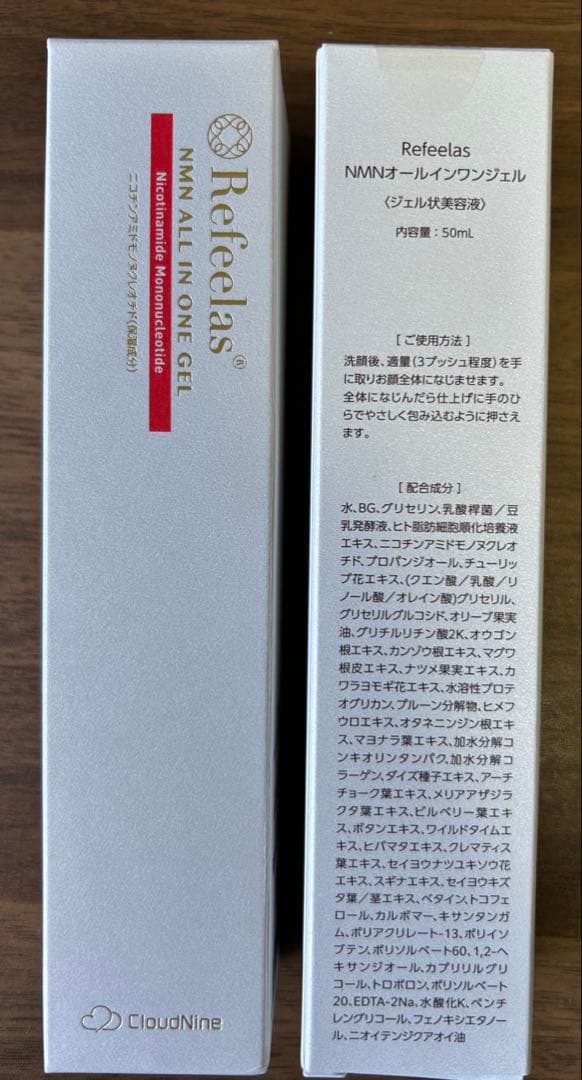 Refeelas®
NMN ALL IN ONE GEL
Nicotinamide Mononucleotide
ニコチンアミドモノヌクレオチド(保湿成分)
CloudNine
Refeelas
NMNオールインワンジェル
〈ジェル状美容液〉
内容量：50mL
[ご使用方法]
洗顔後、適量(3プッシュ程度)を手
に取りお顔全体になじませます。
全体になじんだら仕上げに手のひ
らでやさしく包み込むように押さえ
ます。
[配合成分]
水、BG、グリセリン、乳酸桿菌／豆
乳発酵液、ヒト脂肪細胞順化培養液
エキス、ニコチンアミドモノヌクレオ
チド、プロパンジオール、チューリッ
プ花エキス、(クエン酸／乳酸／リ
ノール酸／オレイン酸)グリセリル、
グリセリルグルコシド、オリーブ果実
油、グリチルリチン酸2K、オウゴン
根エキス、カンゾウ根エキス、マグワ
根皮エキス、ナツメ果実エキス、カ
ワラヨモギ花エキス、水溶性プロテ
オグリカン、プルーン分解物、ヒメフ
ウロエキス、オタネニンジン根エキ
ス、マヨナラ葉エキス、加水分解コ
ンキオリンタンパク、加水分解コ
ラーゲン、ダイズ種子エキス、アーチ
チョーク葉エキス、メリアアザジラ
クタ葉エキス、ビルベリー葉エキ
ス、ボタンエキス、ワイルドタイムエ
キス、ヒバマタエキス、クレマティス
葉エキス、セイヨウナツユキソウ花
エキス、スギナエキス、セイヨウキズ
タ葉／茎エキス、ベタイン、トコフェ
ロール、カルボマー、キサンタンガ
ム、ポリアクリレート-13、ポリイソ
ブテン、ポリソルベート60、1,2-ヘ
キサンジオール、カプリリルグリ
コール、トロポロン、ポリソルベート
20、EDTA-2Na、水酸化K、ペンチ
レングリコール、フェノキシエタノー
ル、ニオイテンジクアオイ油